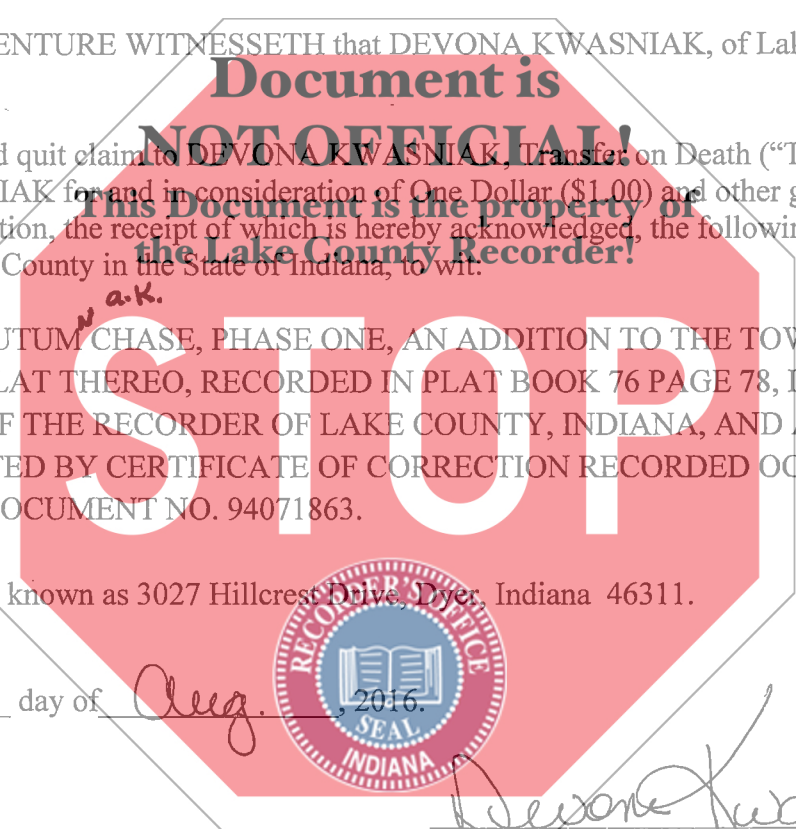 ENTURE WITNESSETH that DEVONA KWASNIAK, of Lak
Document is
NOT OFFICIAL!
d quit claim to DEVONA KWASNIAK, Transfer on Death ("T
This Document is the property of
IAK for and in consideration of One Dollar ($1.00) and other g
tion, the receipt of which is hereby acknowledged, the followin
the Lake County Recorder!
County in the State of Indiana, to wit:
N a.k.
UTUM CHASE, PHASE ONE, AN ADDITION TO THE TOW
LAT THEREO, RECORDED IN PLAT BOOK 76 PAGE 78, I
F THE RECORDER OF LAKE COUNTY, INDIANA, AND A
STOP
TED BY CERTIFICATE OF CORRECTION RECORDED OC
OCUMENT NO. 94071863.
known as 3027 Hillcrest Drive, Dyer, Indiana 46311.
RECORDER'S OFFICE
SEAL
INDIANA
day of Aug. , 2016.
Devona Kwa